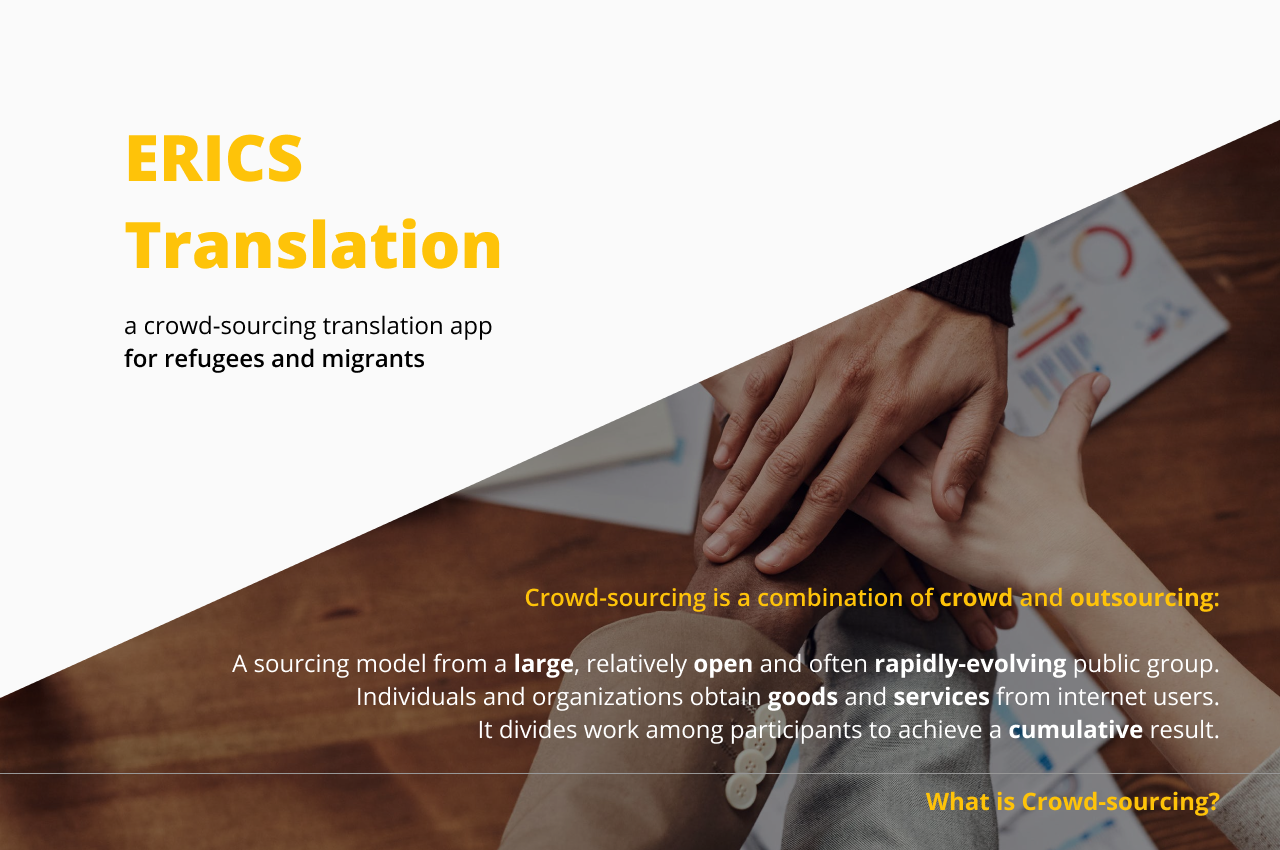 ERICS
Translation
a crowd-sourcing translation app
for refugees and migrants
Crowd-sourcing is a combination of crowd and outsourcing:
A sourcing model from a large, relatively open and often rapidly-evolving public group.
Individuals and organizations obtain goods and services from internet users.
It divides work among participants to achieve a cumulative result.
What is Crowd-sourcing?